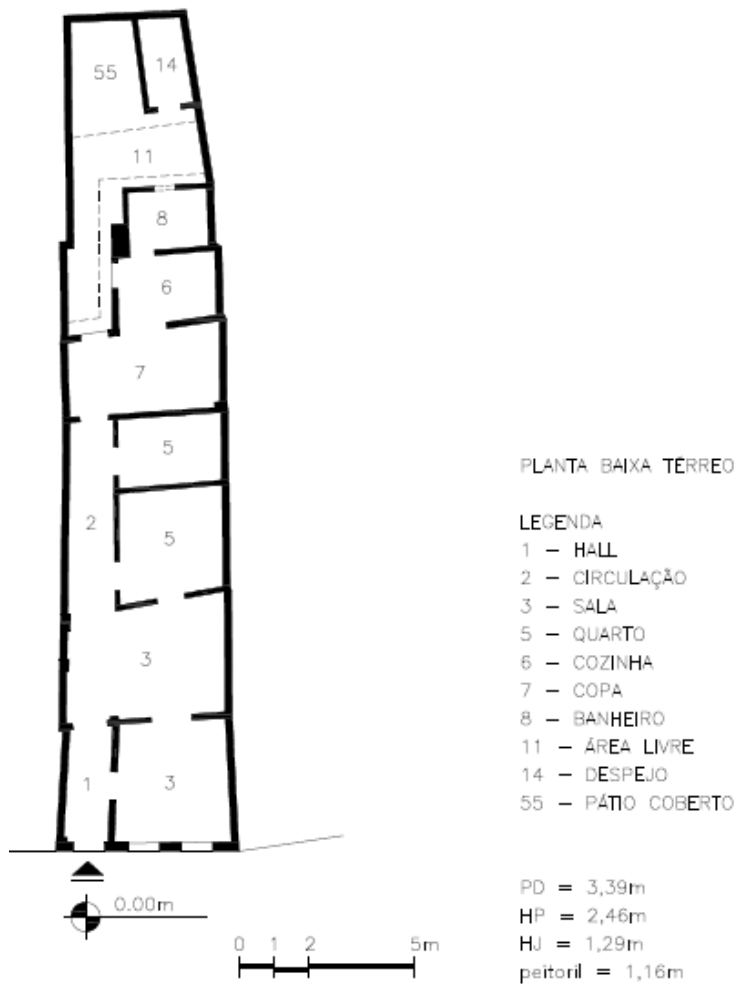 55
14
11
8
6
7
5
2
5
3
1
3
0.00m
0 1 2 5m
PLANTA BAIXA TÉRREO
LEGENDA
1 – HALL
2 – CIRCULAÇÃO
3 – SALA
5 – QUARTO
6 – COZINHA
7 – COPA
8 – BANHEIRO
11 – ÁREA LIVRE
14 – DESPEJO
55 – PÁTIO COBERTO
PD = 3,39m
HP = 2,46m
HJ = 1,29m
peitoril = 1,16m